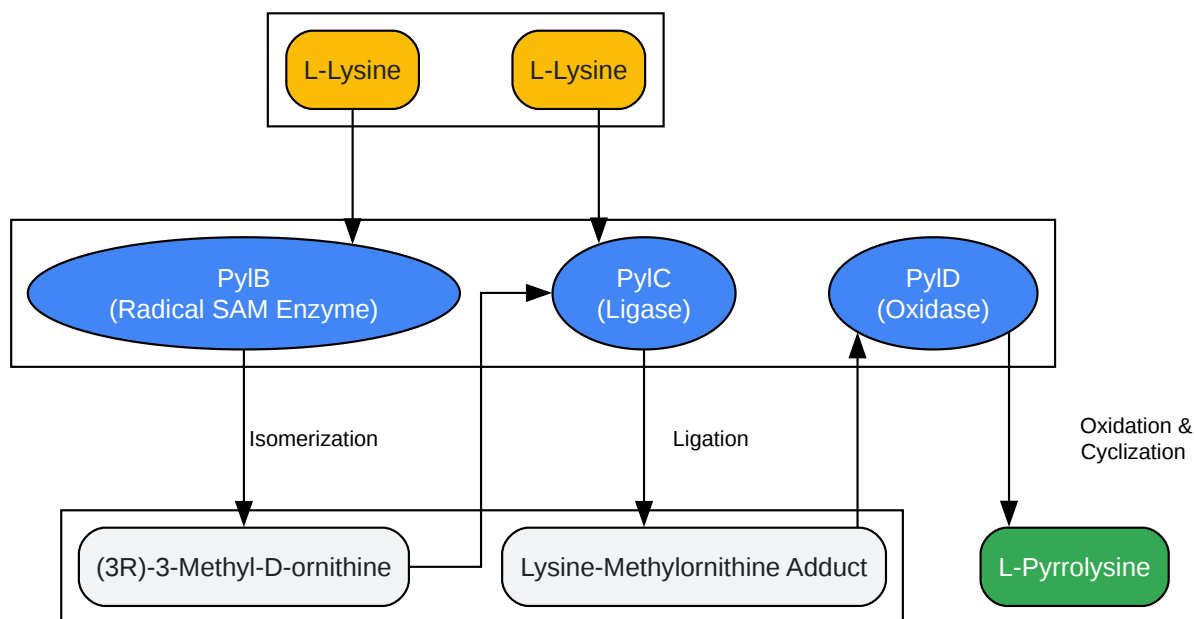 L-Lysine
L-Lysine
PylB
(Radical SAM Enzyme)
PylC
(Ligase)
PylD
(Oxidase)
Isomerization
Ligation
Oxidation &
Cyclization
(3R)-3-Methyl-D-ornithine
Lysine-Methylornithine Adduct
L-Pyrrolysine